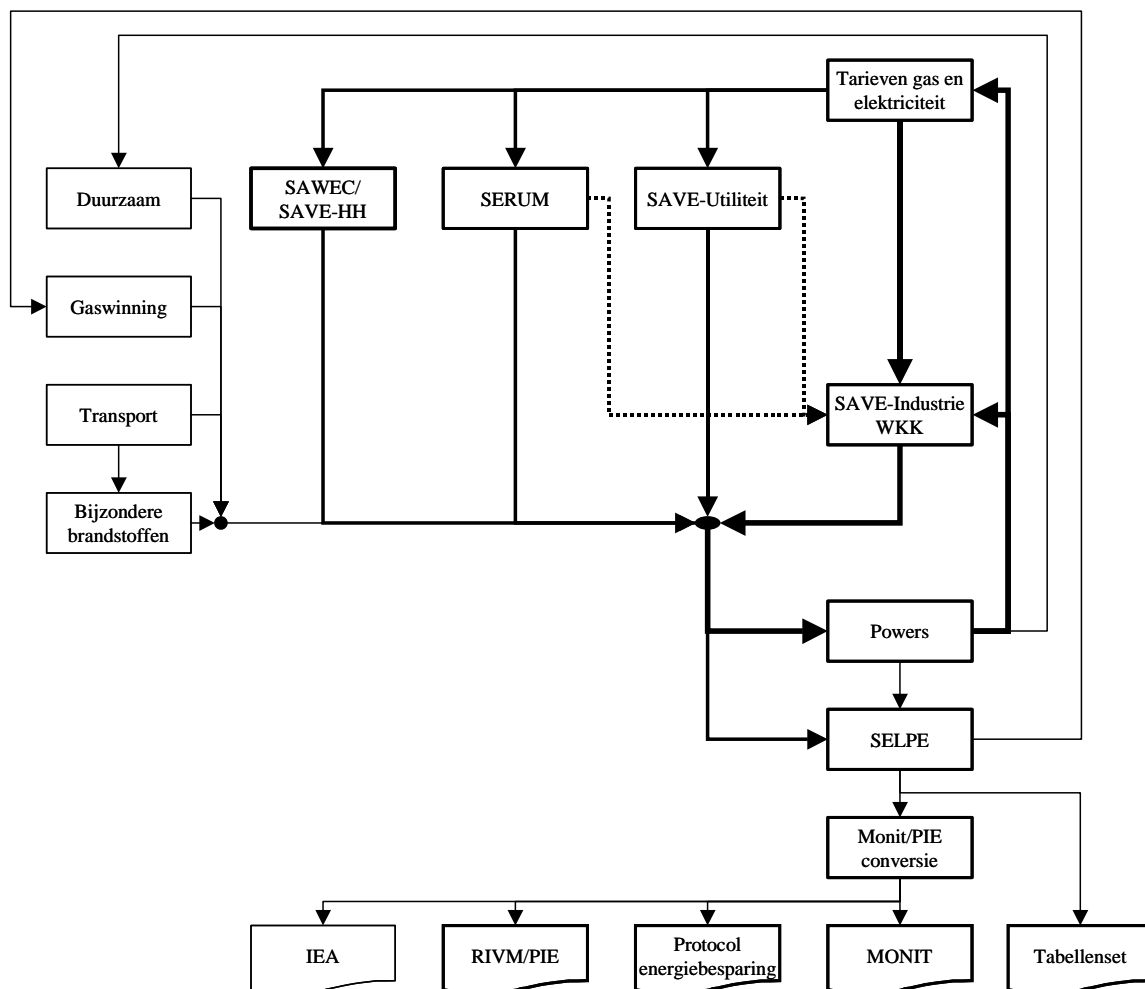 Tarieven gas en
elektriciteit
Duurzaam
SAWEC/
SAVE-HH
SERUM
SAVE-Utiliteit
Gaswinning
Transport
SAVE-Industrie
WKK
Bijzondere
brandstoffen
Powers
SELPE
Monit/PIE
conversie
IEA
RIVM/PIE
Protocol
energiebesparing
MONIT
Tabellenset